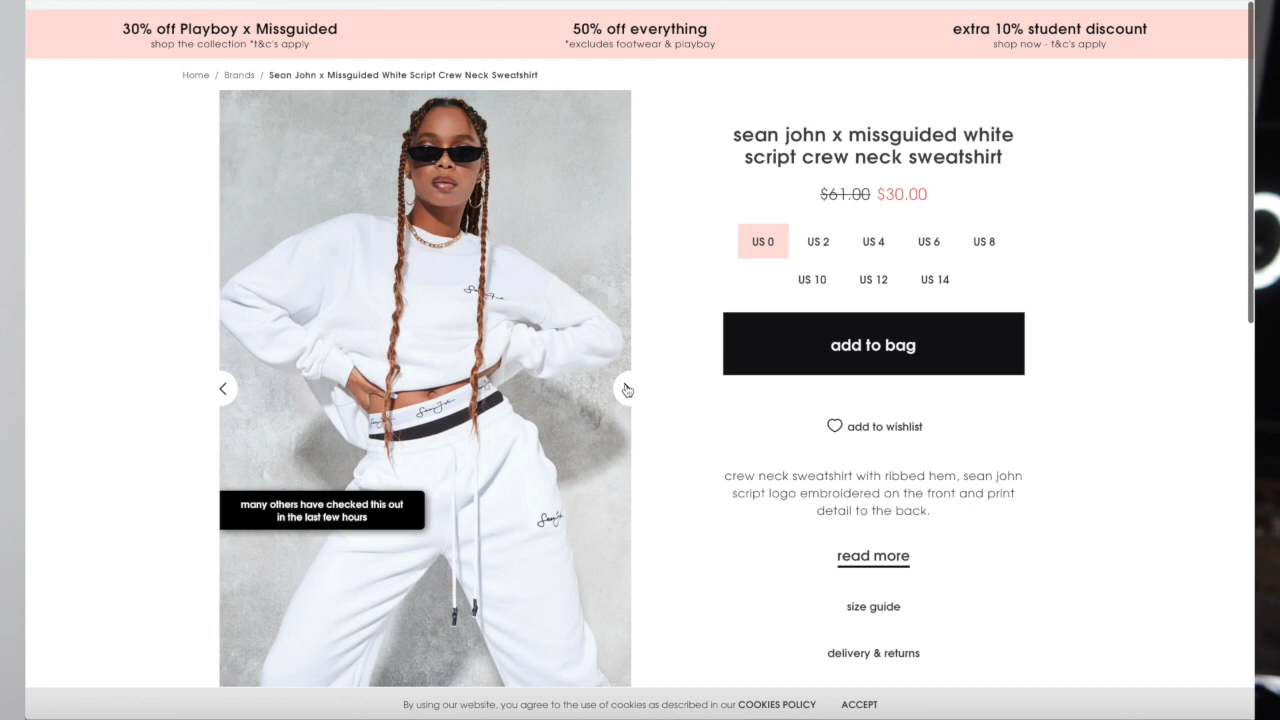 30% off Playboy x Missguided
shop the collection *t&c's apply
50% off everything
*excludes footwear & playboy
extra 10% student discount
shop now - t&c's apply
Home / Brands / Sean John x Missguided White Script Crew Neck Sweatshirt
sean john x missguided white
script crew neck sweatshirt
$61.00 $30.00
US 0 US 2 US 4 US 6 US 8
US 10 US 12 US 14
add to bag
add to wishlist
crew neck sweatshirt with ribbed hem, sean john
script logo embroidered on the front and print
detail to the back.
read more
size guide
delivery & returns
many others have checked this out
in the last few hours
By using our website, you agree to the use of cookies as described in our COOKIES POLICY ACCEPT